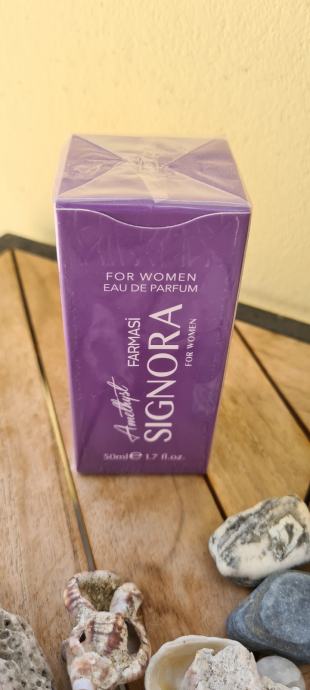 FOR WOMEN
EAU DE PARFUM
Amethyst
FARMASİ
SIGNORA
FOR WOMEN
50ml℮ 1.7 fl.oz.